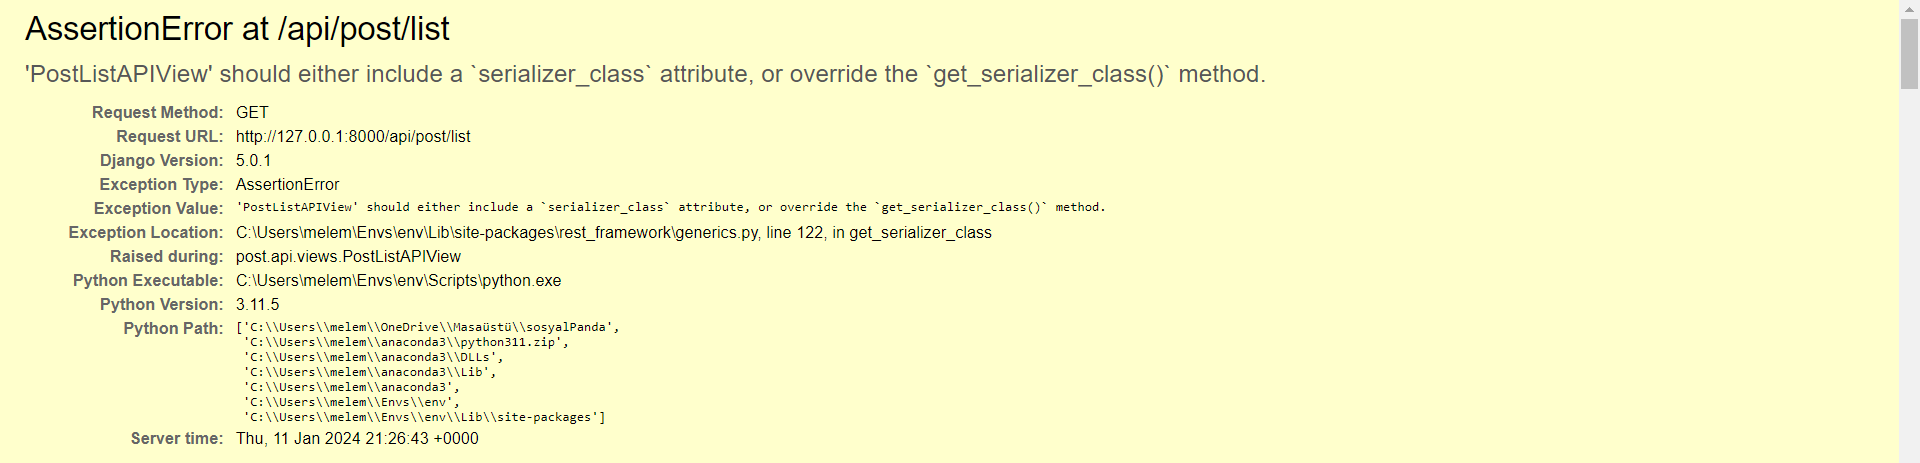 AssertionError at /api/post/list
'PostListAPIView' should either include a `serializer_class` attribute, or override the `get_serializer_class()` method.
Request Method: GET
Request URL: http://127.0.0.1:8000/api/post/list
Django Version: 5.0.1
Exception Type: AssertionError
Exception Value: 'PostListAPIView' should either include a `serializer_class` attribute, or override the `get_serializer_class()` method.
Exception Location: C:\Users\melem\Envs\env\Lib\site-packages\rest_framework\generics.py, line 122, in get_serializer_class
Raised during: post.api.views.PostListAPIView
Python Executable: C:\Users\melem\Envs\env\Scripts\python.exe
Python Version: 3.11.5
Python Path: ['C:\\Users\\melem\\OneDrive\\Masaüstü\\sosyalPanda',
'C:\\Users\\melem\\anaconda3\\python311.zip',
'C:\\Users\\melem\\anaconda3\\DLLs',
'C:\\Users\\melem\\anaconda3\\Lib',
'C:\\Users\\melem\\anaconda3',
'C:\\Users\\melem\\Envs\\env',
'C:\\Users\\melem\\Envs\\env\\Lib\\site-packages']
Server time: Thu, 11 Jan 2024 21:26:43 +0000